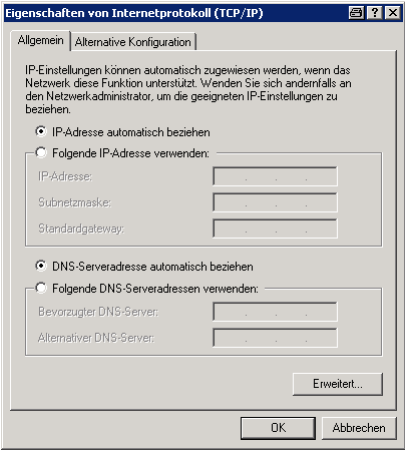 Eigenschaften von Internetprotokoll (TCP/IP)
Allgemein
Alternative Konfiguration
IP-Einstellungen können automatisch zugewiesen werden, wenn das
Netzwerk diese Funktion unterstützt. Wenden Sie sich andernfalls an
den Netzwerkadministrator, um die geeigneten IP-Einstellungen zu
beziehen.
IP-Adresse automatisch beziehen
Folgende IP-Adresse verwenden:
IP-Adresse:
Subnetzmaske:
Standardgateway:
DNS-Serveradresse automatisch beziehen
Folgende DNS-Serveradressen verwenden:
Bevorzugter DNS-Server:
Alternativer DNS-Server:
Erweitert...
OK
Abbrechen